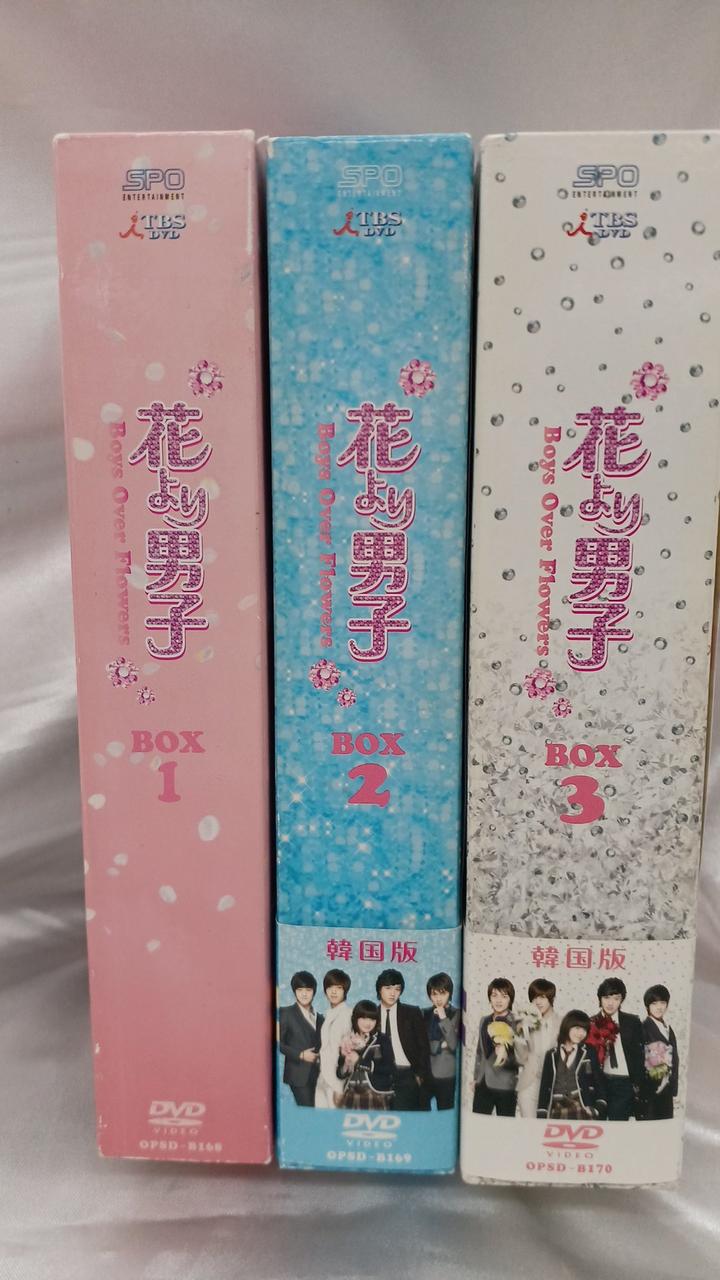 SPO
ENTERTAINMENT
TBS
DVD
花より男子
Boys Over Flowers
BOX
1
DVD
VIDEO
OPSD-B168
SPO
ENTERTAINMENT
TBS
DVD
花より男子
Boys Over Flowers
BOX
2
韓国版
DVD
VIDEO
OPSD-B169
SPO
ENTERTAINMENT
TBS
DVD
花より男子
Boys Over Flowers
BOX
3
韓国版
DVD
VIDEO
OPSD-B170